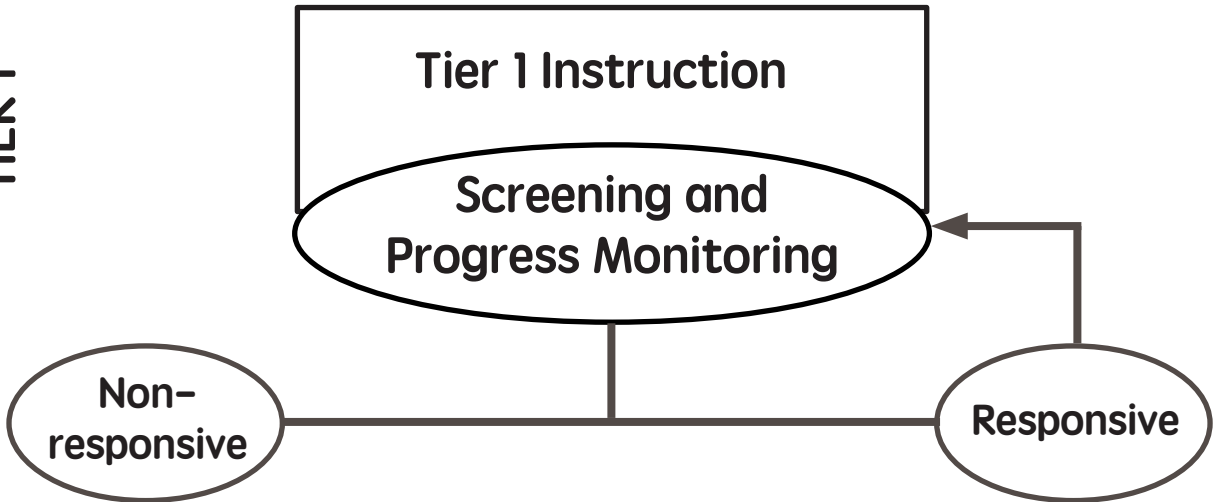 Tier 1 Instruction
Screening and
Progress Monitoring
Non-
responsive
Responsive